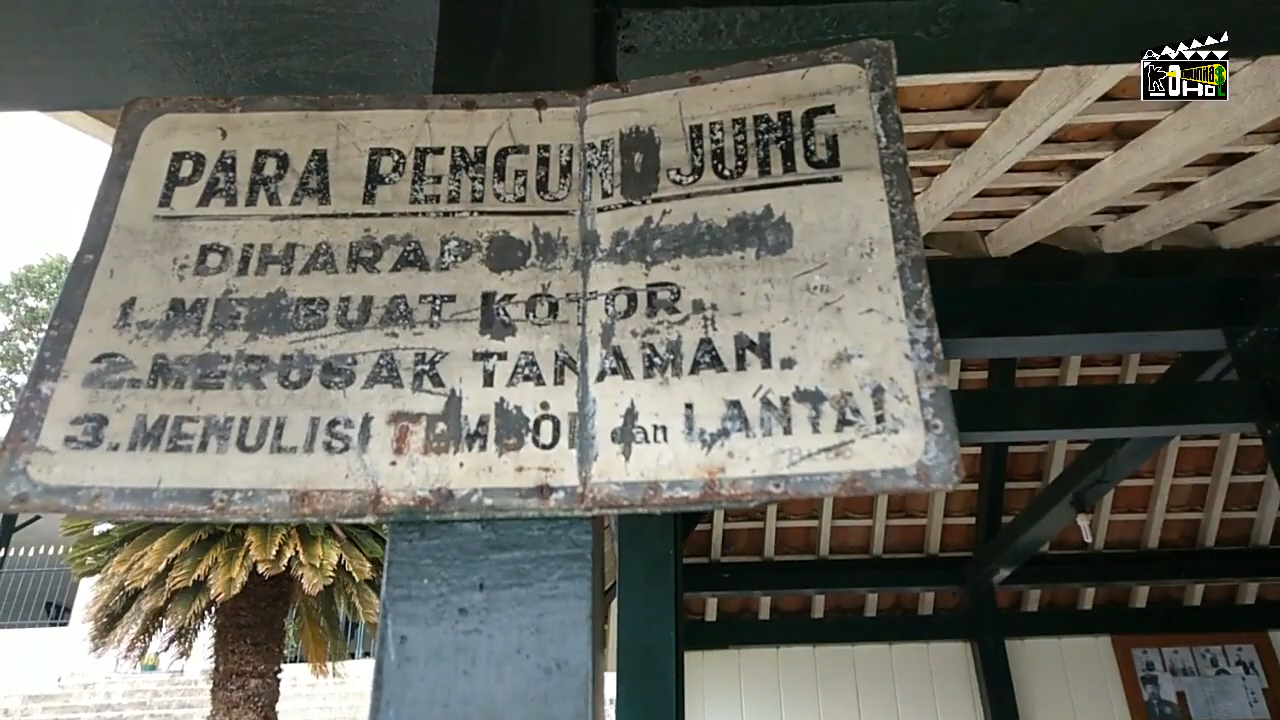 PARA PENGUNJUNG
DIHARAP
1. MEMBUAT KOTOR.
2. MERUSAK TANAMAN.
3. MENULISI TEMBOK dan LANTAI